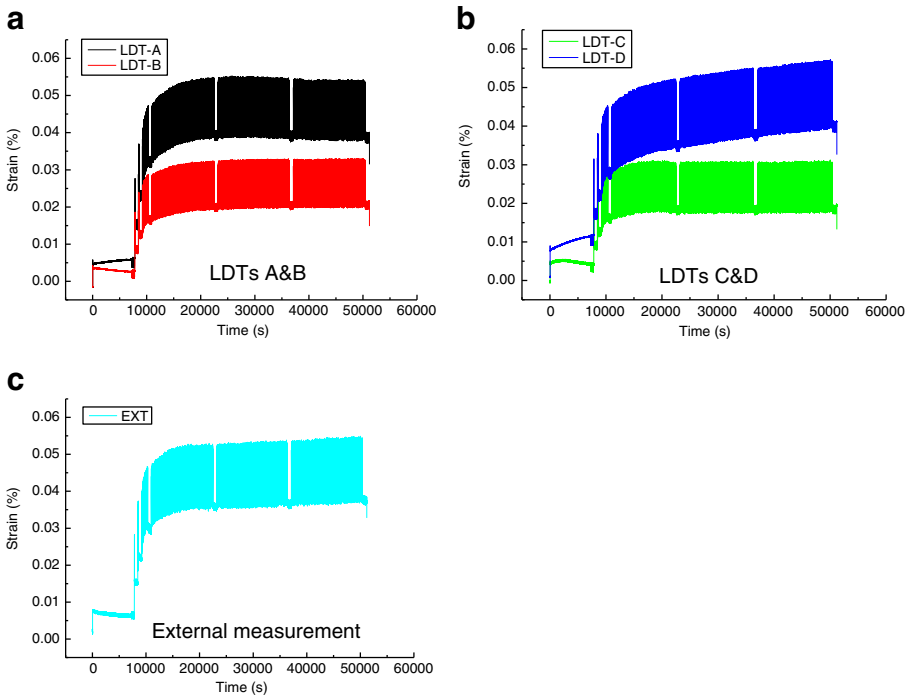 a
LDT-A
LDT-B
0.06
0.05
0.04
0.03
0.02
0.01
0.00
Strain (%)
LDTs A&B
0 10000 20000 30000 40000 50000 60000
Time (s)
b
LDT-C
LDT-D
0.06
0.05
0.04
0.03
0.02
0.01
0.00
Strain (%)
LDTs C&D
0 10000 20000 30000 40000 50000 60000
Time (s)
c
EXT
0.06
0.05
0.04
0.03
0.02
0.01
0.00
Strain (%)
External measurement
0 10000 20000 30000 40000 50000 60000
Time (s)